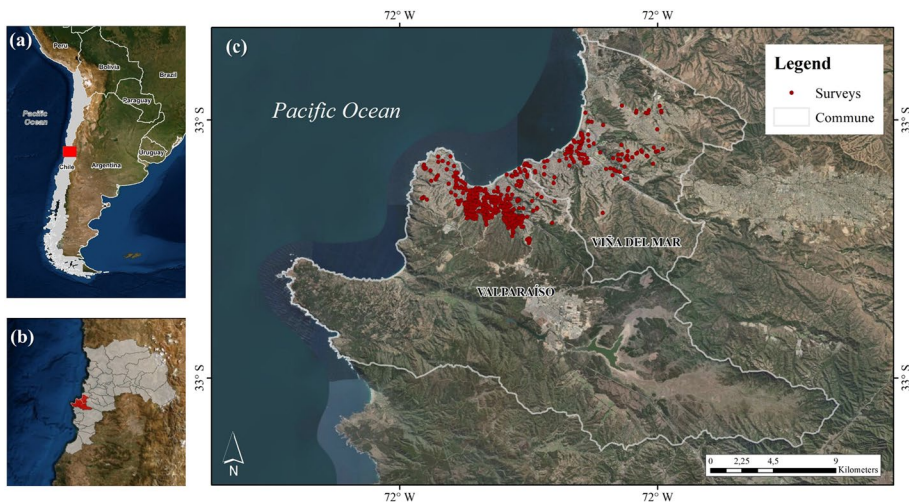 (a)
Peru
Bolivia
Brazil
Paraguay
Pacific
Ocean
Uruguay
Chile
Argentina
(b)
72° W
72° W
(c)
Pacific Ocean
Legend
Surveys
Commune
33° S
33° S
VIÑA DEL MAR
VALPARAÍSO
33° S
33° S
N
0 2,25 4,5 9
Kilometers
72° W
72° W